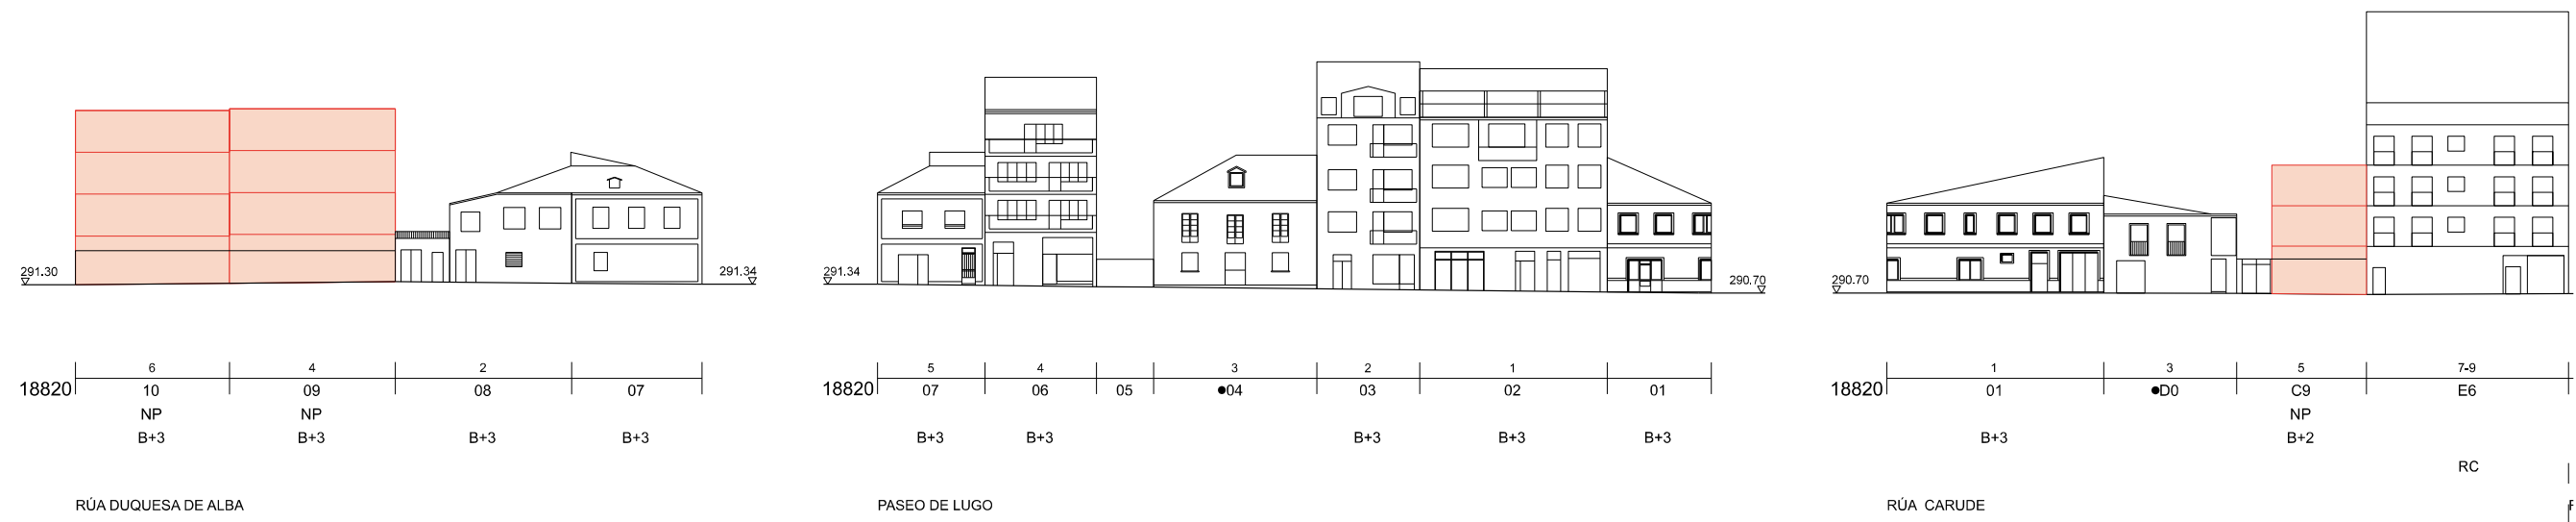 291.30
291.34
6 4 2
18820 10 09 08 07
NP NP
B+3 B+3 B+3 B+3
RÚA DUQUESA DE ALBA
291.34
290.70
5 4 3 2 1
18820 07 06 05 ●04 03 02 01
B+3 B+3 B+3 B+3 B+3
PASEO DE LUGO
290.70
1 3 5 7-9
18820 01 ●D0 C9 E6
NP
B+3 B+2
RC
RÚA CARUDE